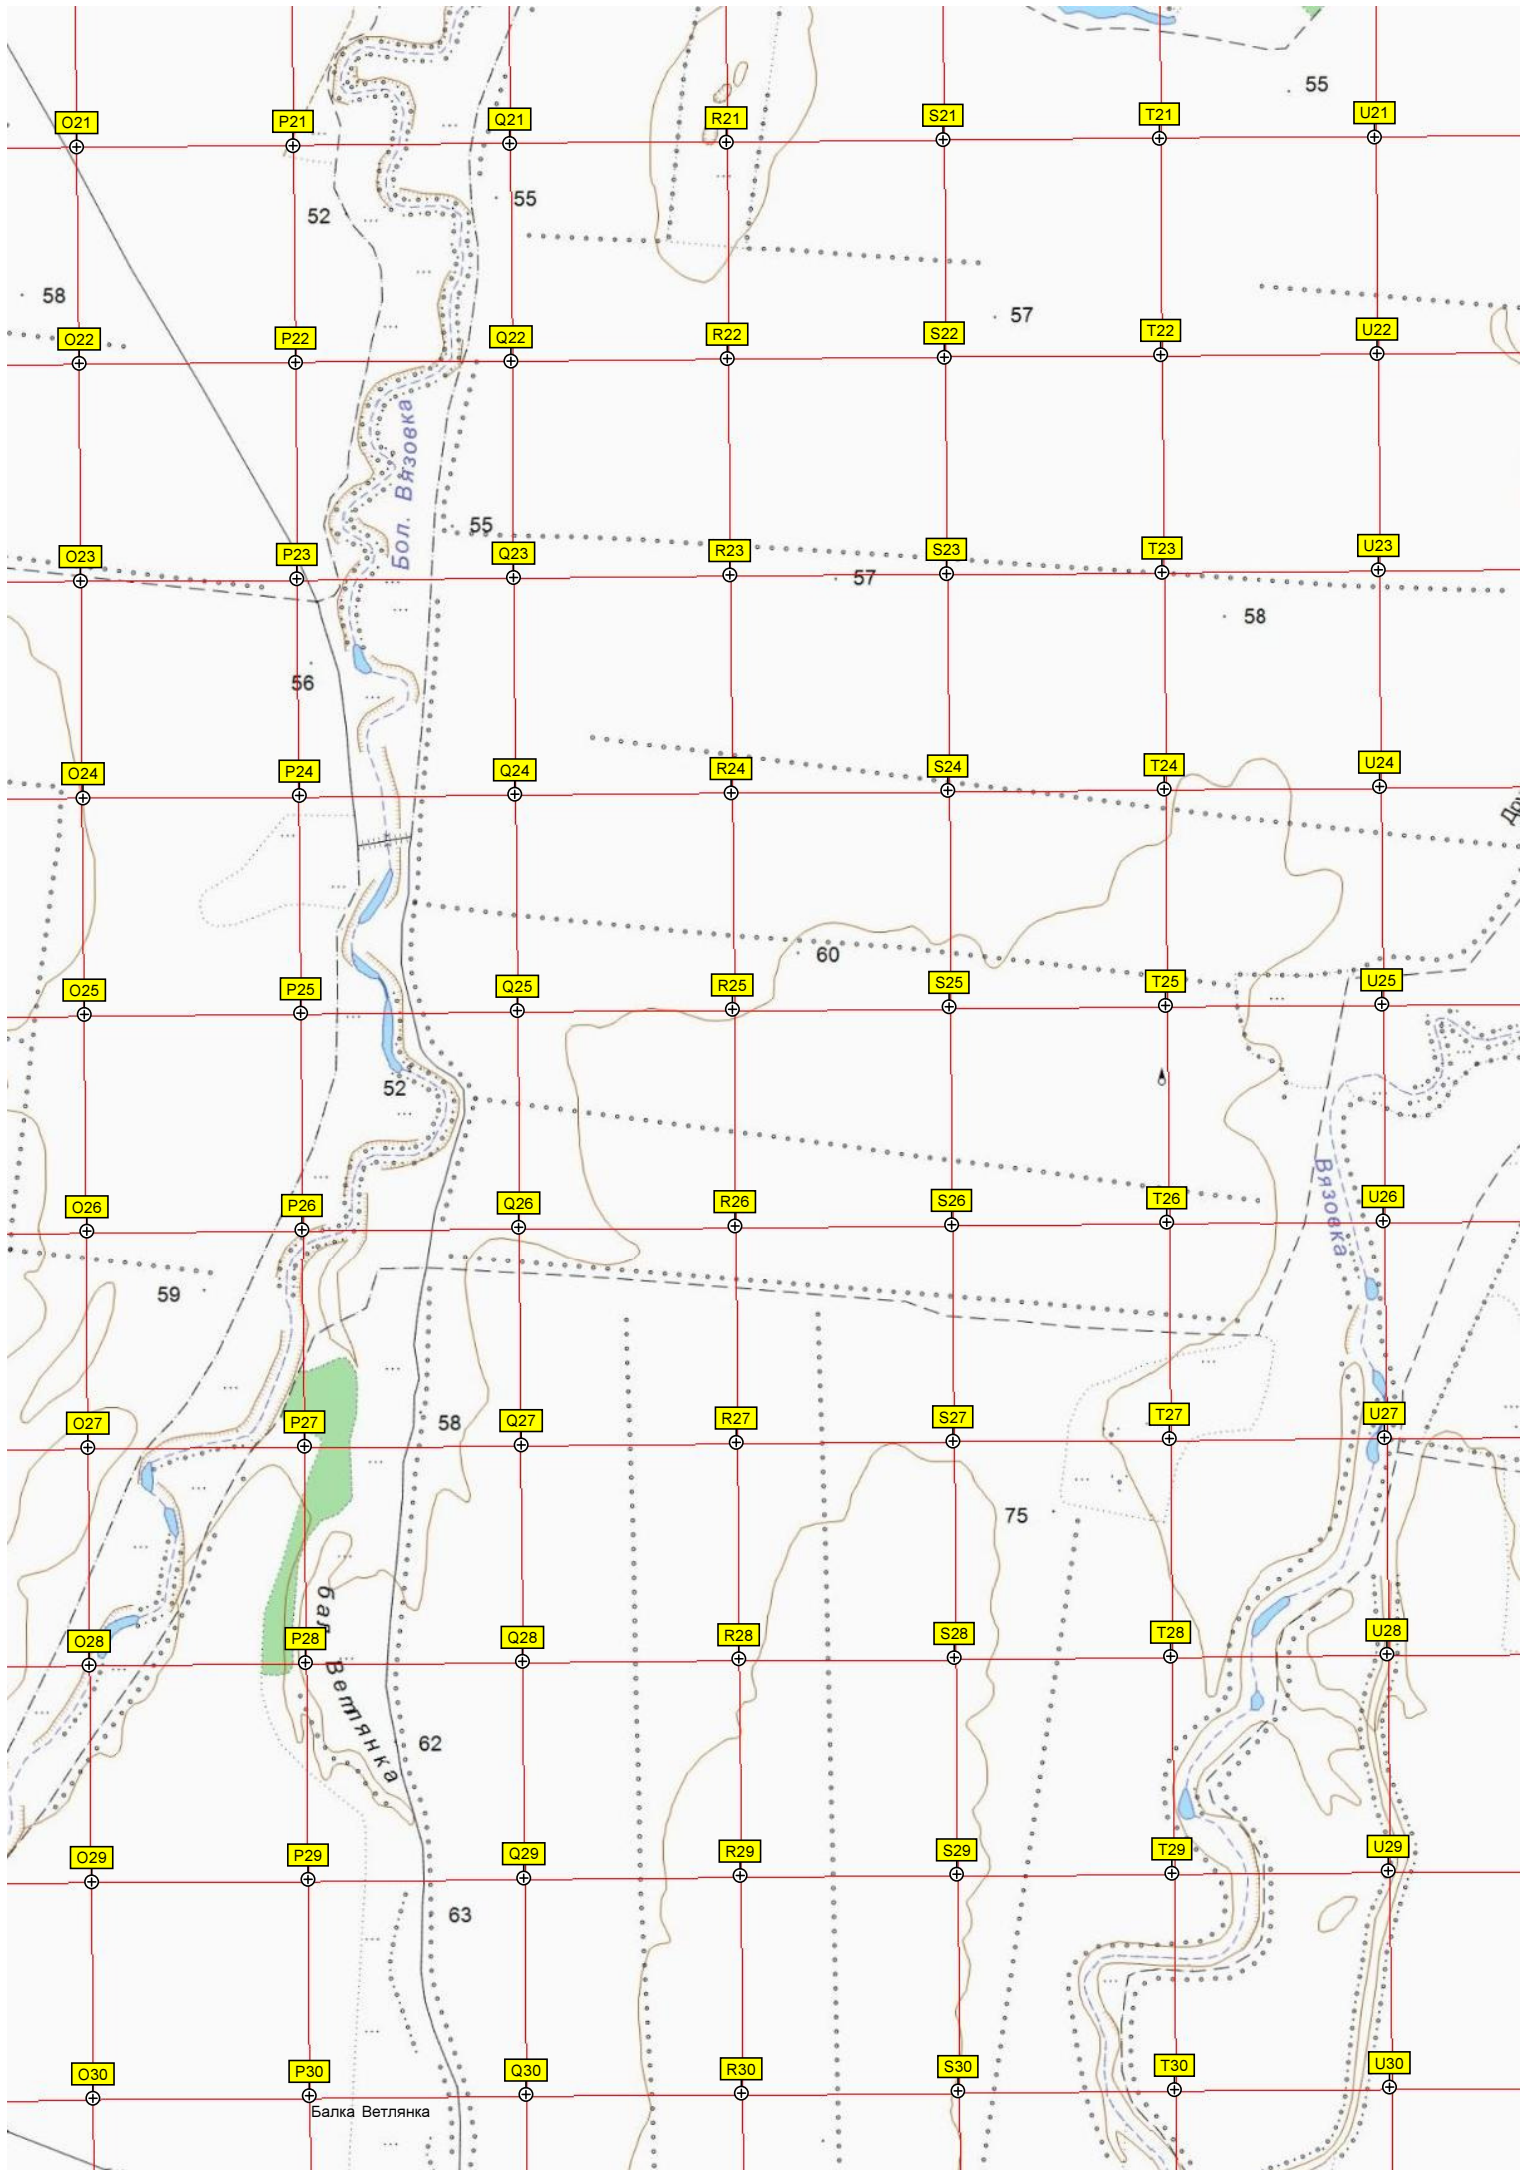 55
O21 P21 Q21 R21 S21 T21 U21
55
52
58
57
O22 P22 Q22 R22 S22 T22 U22
Бол. Вязовка
55
O23 P23 Q23 R23 S23 T23 U23
57
58
56
O24 P24 Q24 R24 S24 T24 U24
60
O25 P25 Q25 R25 S25 T25 U25
52
Вязовка
O26 P26 Q26 R26 S26 T26 U26
59
O27 P27 Q27 R27 S27 T27 U27
58
75
бал. Ветлянка
O28 P28 Q28 R28 S28 T28 U28
62
O29 P29 Q29 R29 S29 T29 U29
63
O30 P30 Q30 R30 S30 T30 U30
Балка Ветлянка